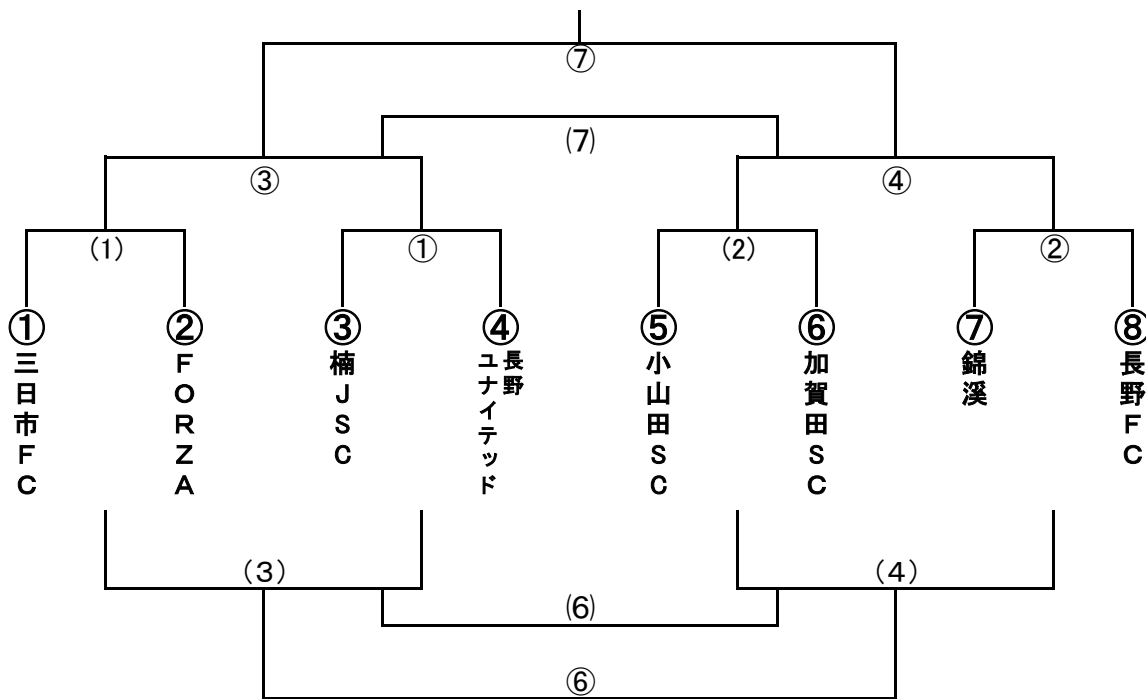 ⑦
(7)
③
④
(1)
①
(2)
②
①
②
③
④
⑤
⑥
⑦
⑧
三日市FC
FORZA
楠JSC
長野
ユナイテッド
小山田SC
加賀田SC
錦溪
長野FC
(3)
(4)
(6)
⑥